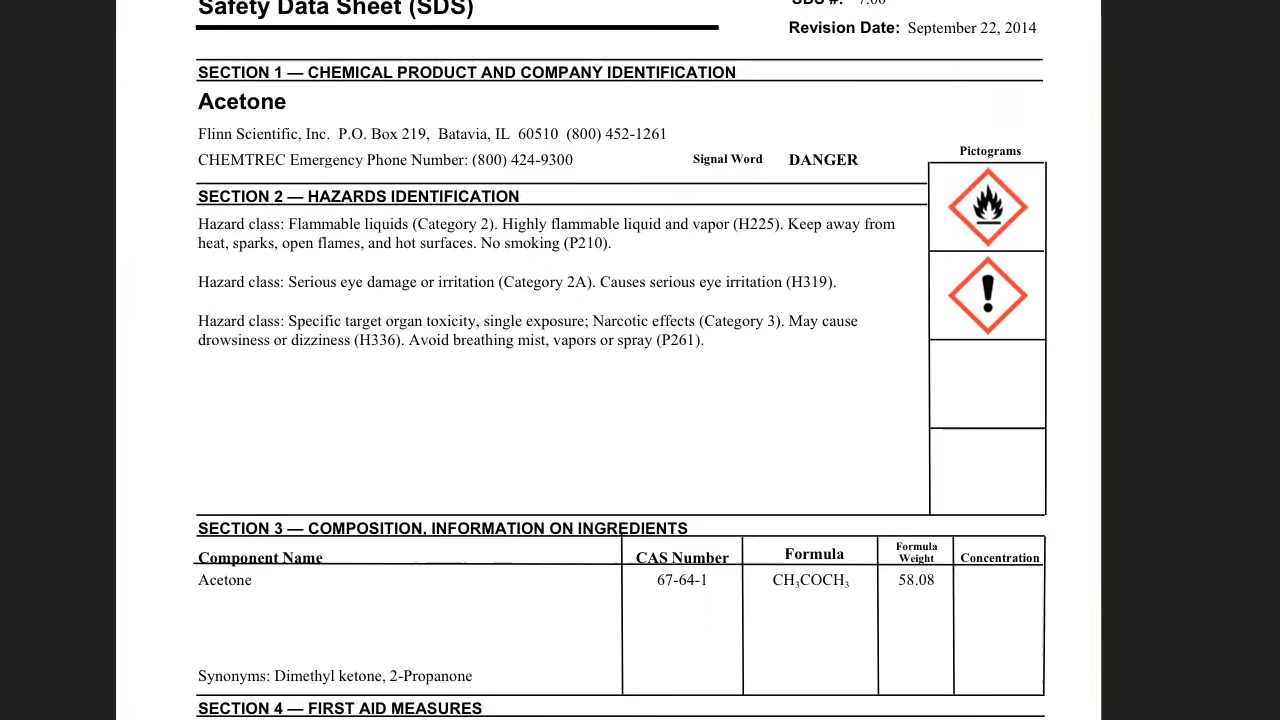 Safety Data Sheet (SDS)
SDS #: 7.00
Revision Date: September 22, 2014
SECTION 1 — CHEMICAL PRODUCT AND COMPANY IDENTIFICATION
Acetone
Flinn Scientific, Inc. P.O. Box 219, Batavia, IL 60510 (800) 452-1261
CHEMTREC Emergency Phone Number: (800) 424-9300
Signal Word DANGER
Pictograms
SECTION 2 — HAZARDS IDENTIFICATION
Hazard class: Flammable liquids (Category 2). Highly flammable liquid and vapor (H225). Keep away from
heat, sparks, open flames, and hot surfaces. No smoking (P210).
Hazard class: Serious eye damage or irritation (Category 2A). Causes serious eye irritation (H319).
Hazard class: Specific target organ toxicity, single exposure; Narcotic effects (Category 3). May cause
drowsiness or dizziness (H336). Avoid breathing mist, vapors or spray (P261).
SECTION 3 — COMPOSITION, INFORMATION ON INGREDIENTS
Component Name CAS Number Formula Formula Weight Concentration
Acetone 67-64-1 CH₃COCH₃ 58.08
Synonyms: Dimethyl ketone, 2-Propanone
SECTION 4 — FIRST AID MEASURES